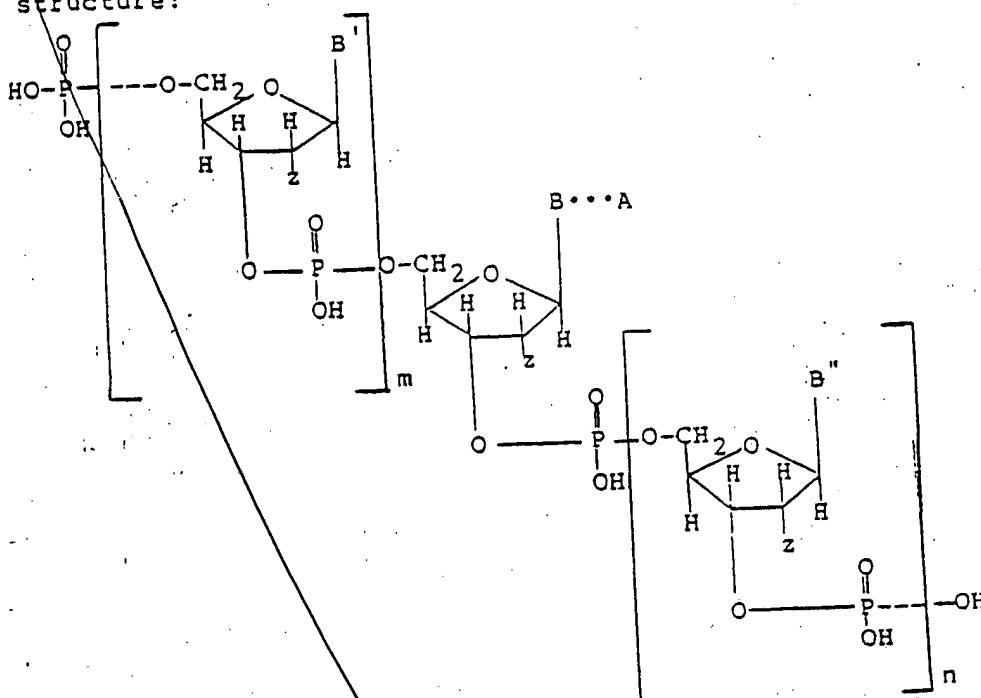 structure:
O
B'
HO-P----O-CH₂ O
OH H H
H z H
B···A
O
O-P-O-CH₂ O
OH H H
H z H
m
B"
O
O-P-O-CH₂ O
OH H H
H z H
O
O-P----OH
OH
n